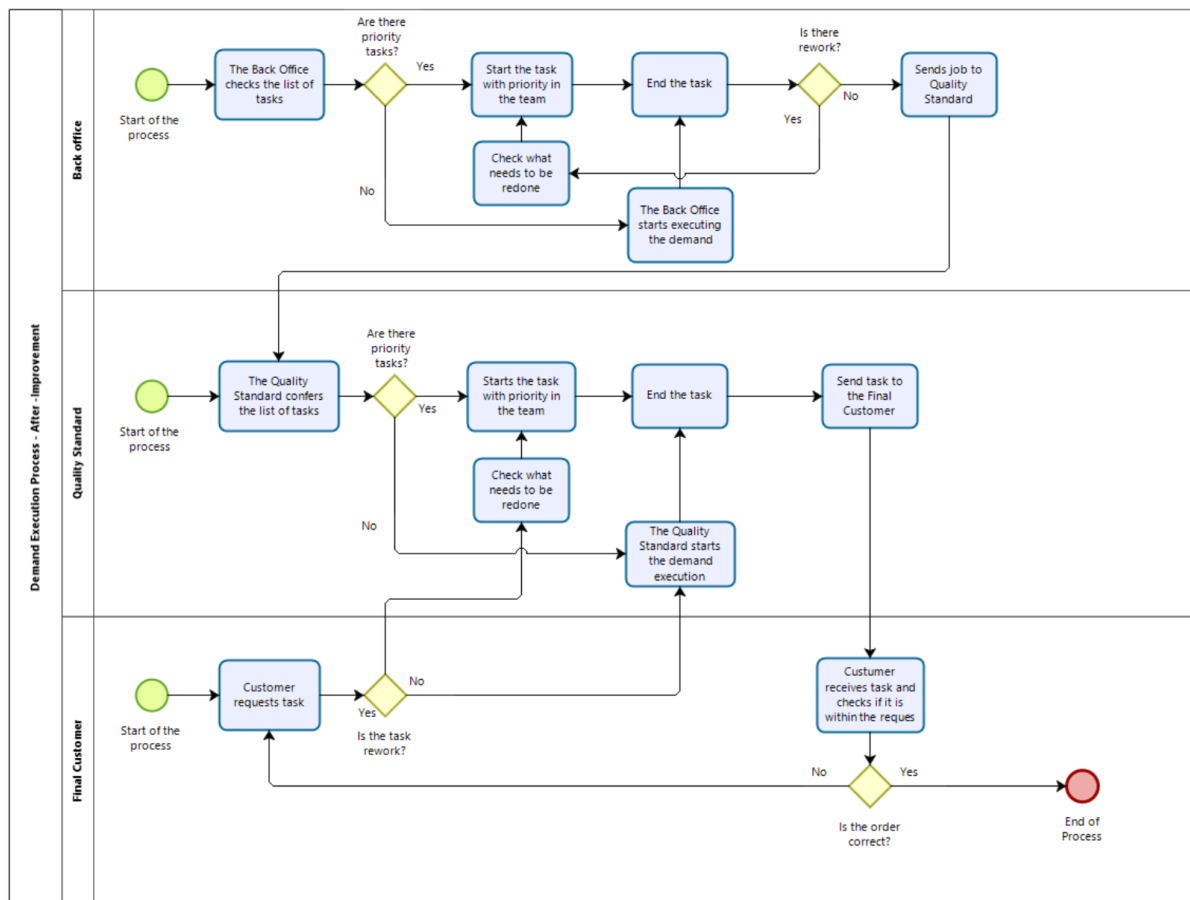 Demand Execution Process - After -Improvement
Back office
Start of the
process
The Back Office
checks the list of
tasks
Are there
priority
tasks?
Yes
No
Start the task
with priority in
the team
End the task
Is there
rework?
No
Yes
Sends job to
Quality
Standard
Check what
needs to be
redone
The Back Office
starts executing
the demand
Quality Standard
Start of the
process
The Quality
Standard confers
the list of tasks
Are there
priority
tasks?
Yes
No
Starts the task
with priority in
the team
End the task
Send task to
the Final
Customer
Check what
needs to be
redone
The Quality
Standard starts
the demand
execution
Final Customer
Start of the
process
Customer
requests task
No
Yes
Is the task
rework?
Custumer
receives task and
checks if it is
within the reques
No
Yes
Is the order
correct?
End of
Process